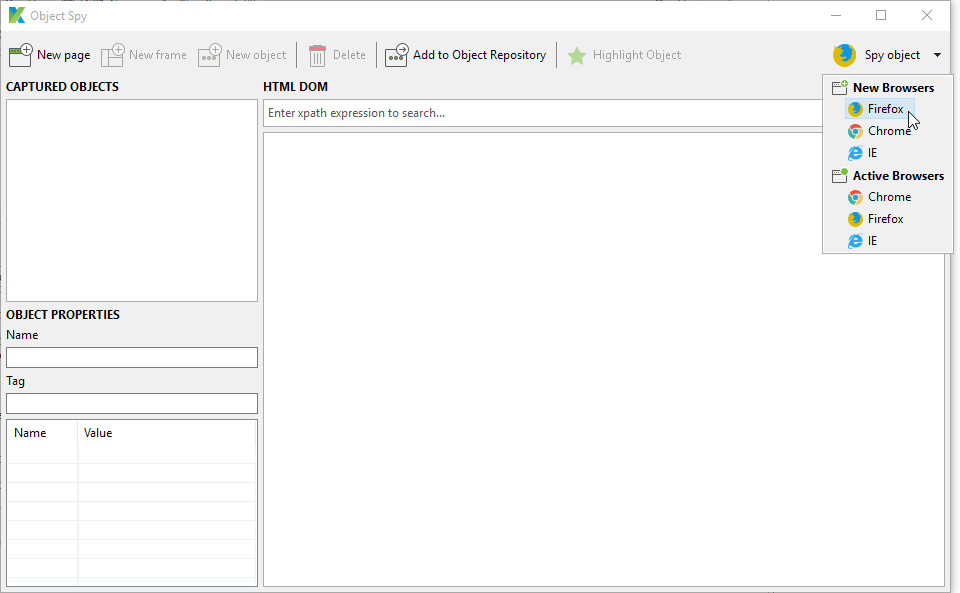 Object Spy
New page New frame New object Delete Add to Object Repository Highlight Object Spy object
CAPTURED OBJECTS
HTML DOM
Enter xpath expression to search...
New Browsers
Firefox
Chrome
IE
Active Browsers
Chrome
Firefox
IE
OBJECT PROPERTIES
Name
Tag
Name Value